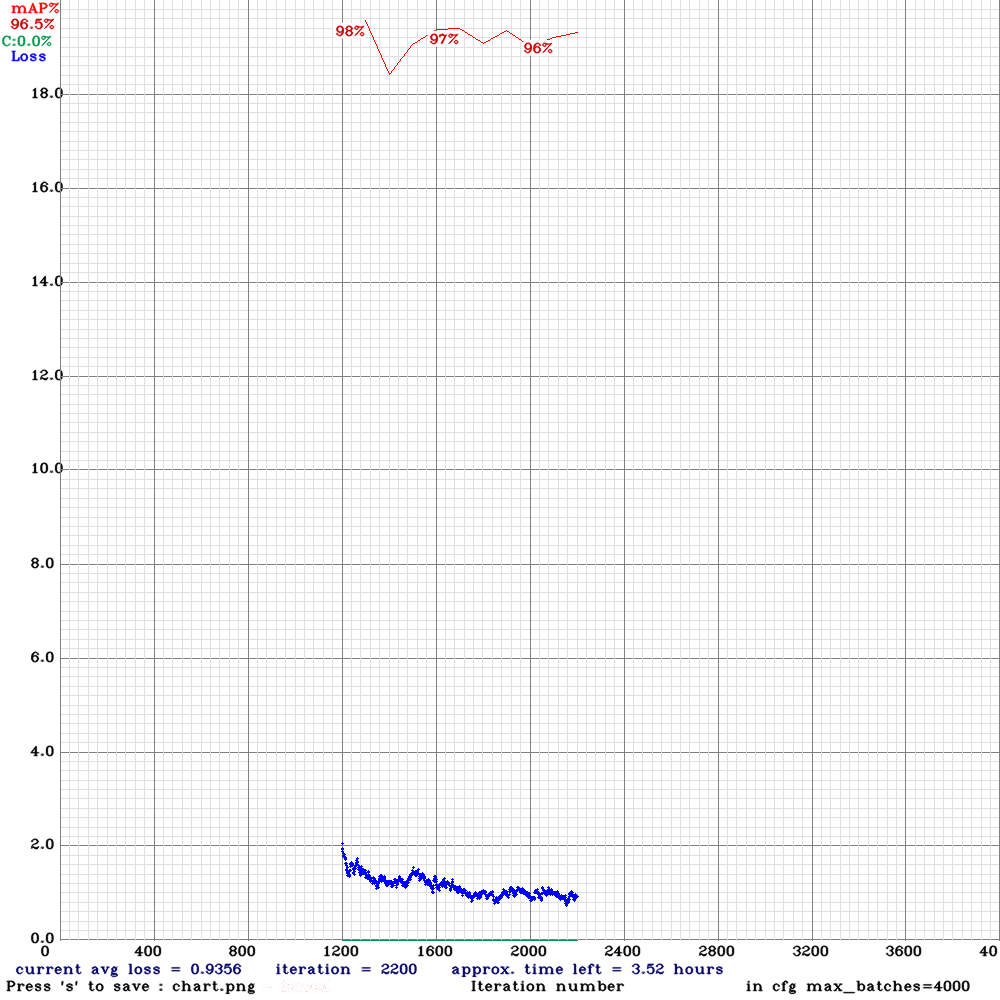 mAP%
96.5%
C:0.0%
Loss
98%
97%
96%
18.0
16.0
14.0
12.0
10.0
8.0
6.0
4.0
2.0
0.0
0 400 800 1200 1600 2000 2400 2800 3200 3600 40
current avg loss = 0.9356 iteration = 2200 approx. time left = 3.52 hours
Press 's' to save : chart.png Iteration number in cfg max_batches=4000